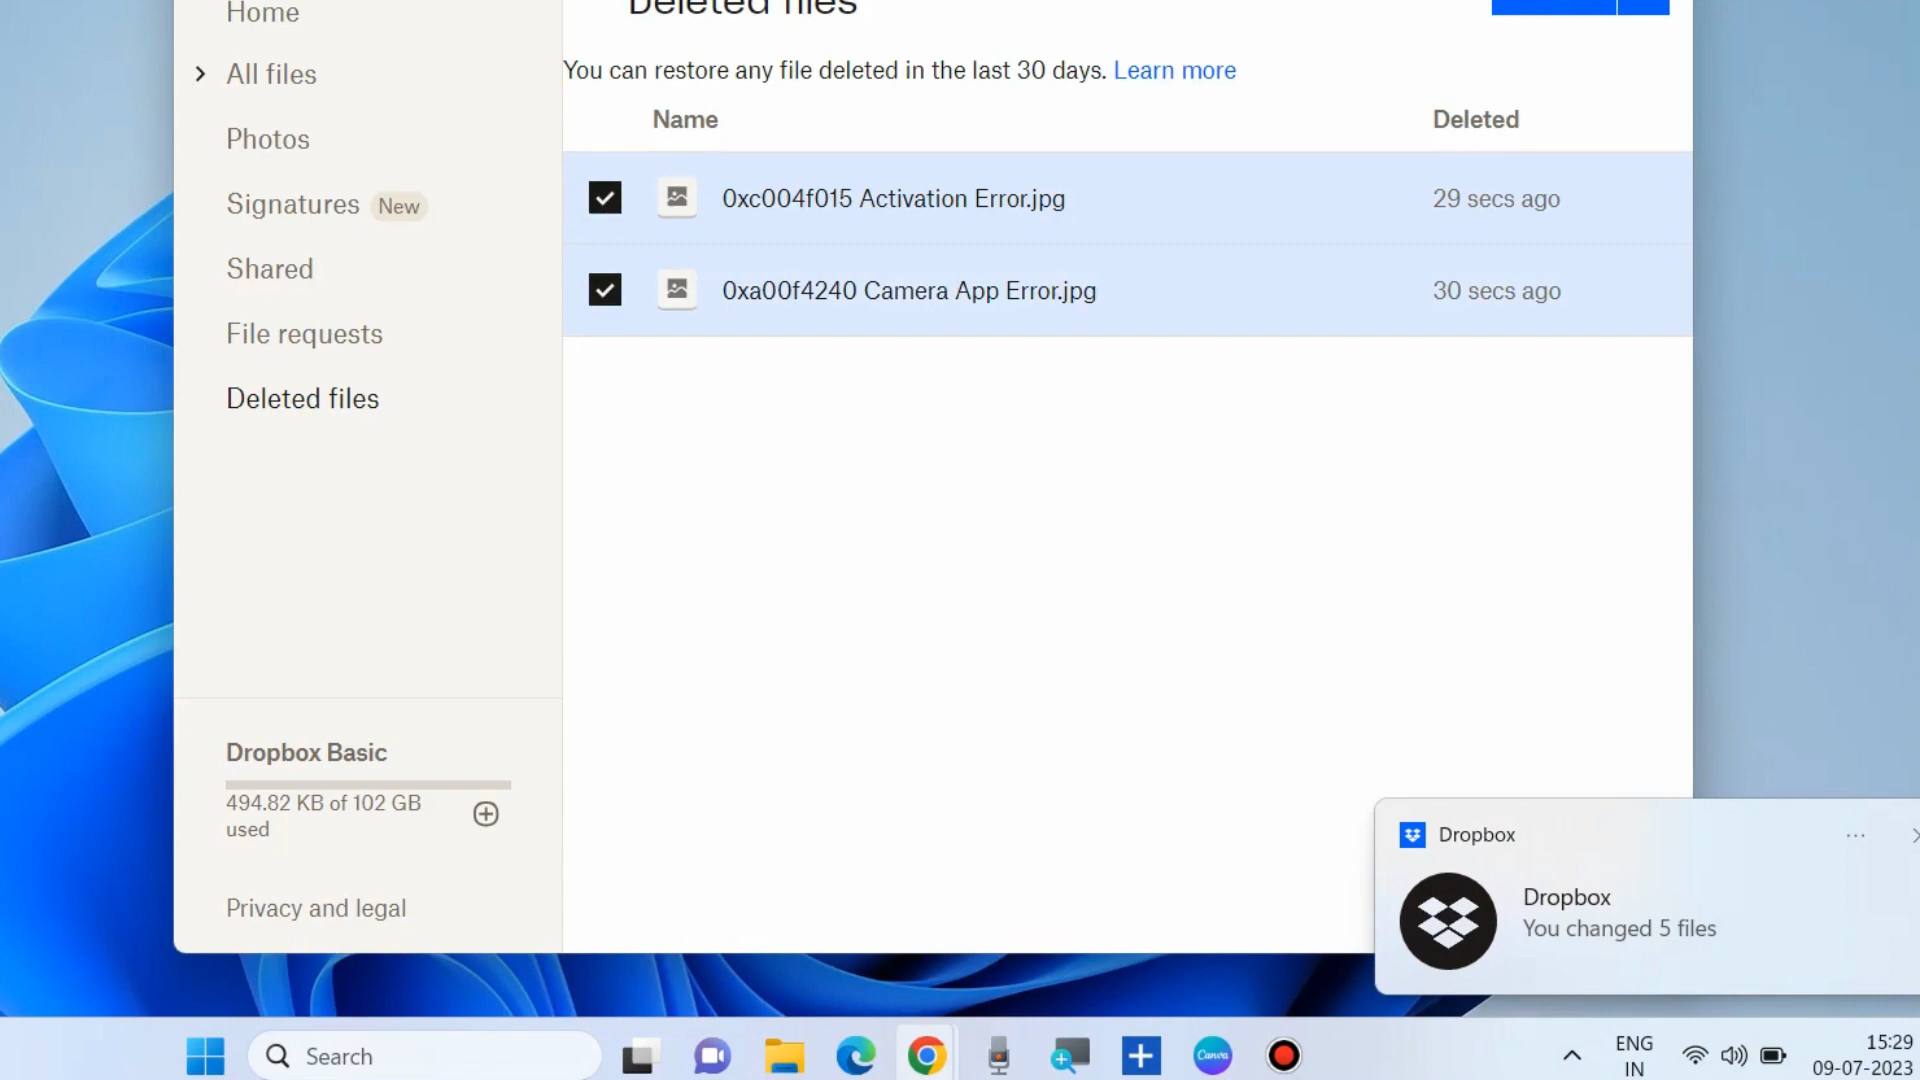 Home
Deleted files
All files
You can restore any file deleted in the last 30 days. Learn more
Name
Deleted
Photos
Signatures New
0xc004f015 Activation Error.jpg
29 secs ago
Shared
0xa00f4240 Camera App Error.jpg
30 secs ago
File requests
Deleted files
Dropbox Basic
494.82 KB of 102 GB
used
Privacy and legal
Dropbox
Dropbox
You changed 5 files
Search
Canva
ENG
IN
15:29
09-07-2023